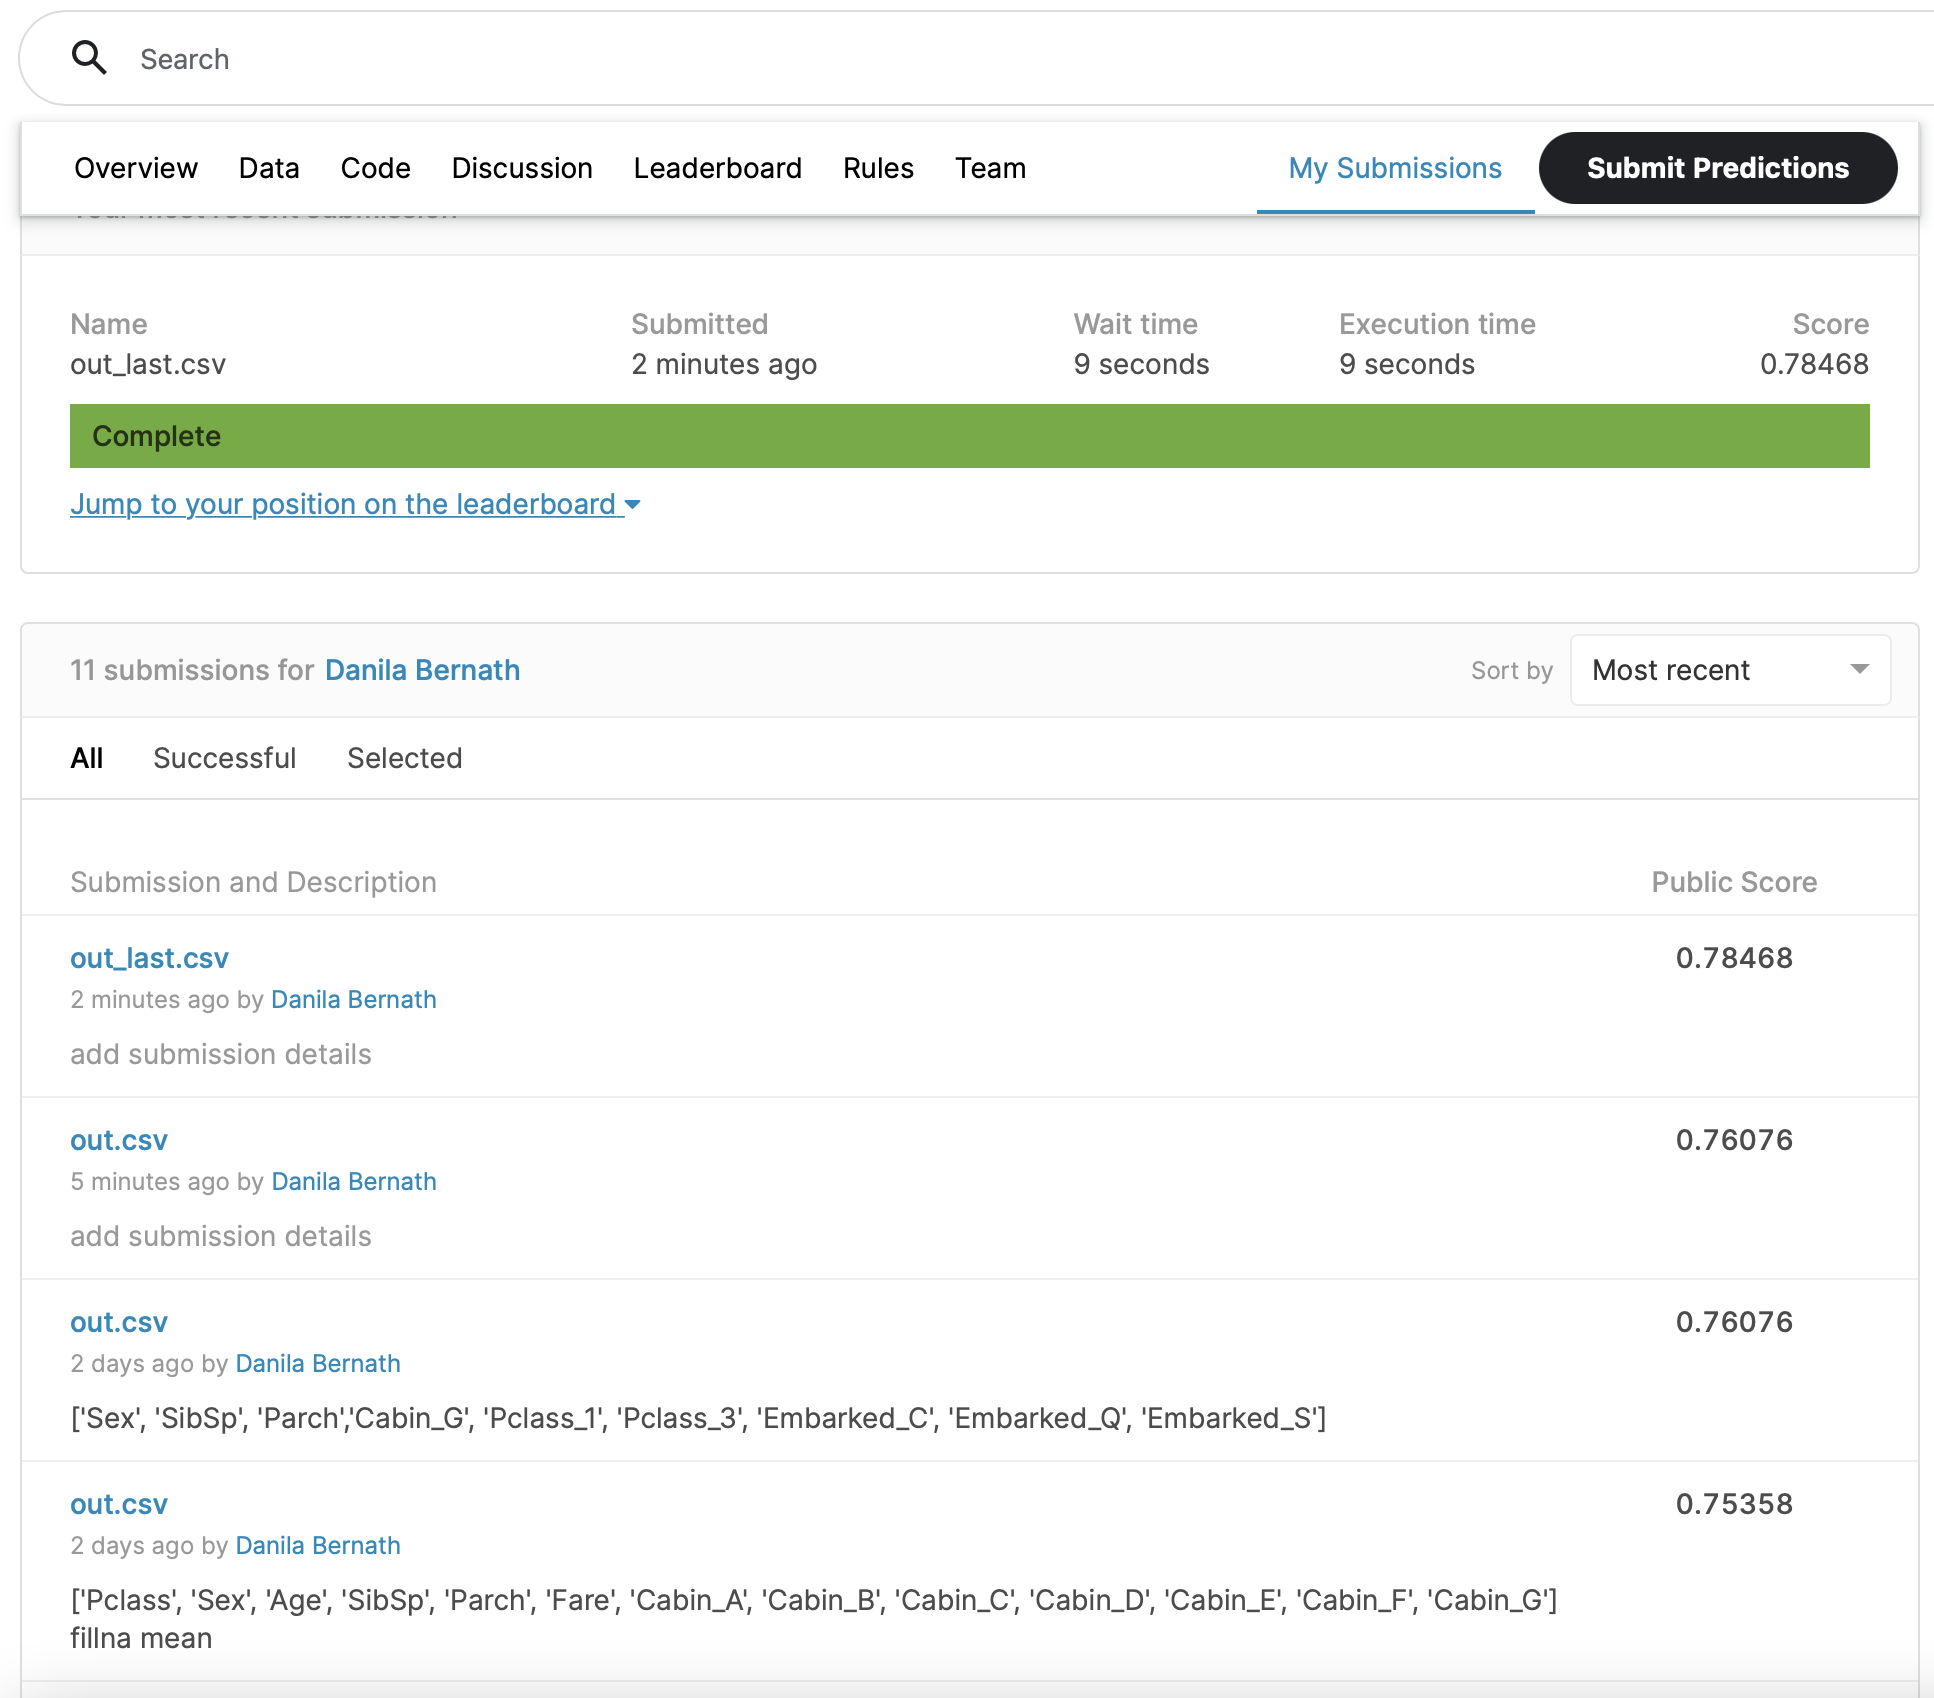 Search
Overview Data Code Discussion Leaderboard Rules Team My Submissions Submit Predictions
Your most recent submission
Name Submitted Wait time Execution time Score
out_last.csv 2 minutes ago 9 seconds 9 seconds 0.78468
Complete
Jump to your position on the leaderboard
11 submissions for Danila Bernath Sort by Most recent
All Successful Selected
Submission and Description Public Score
out_last.csv 0.78468
2 minutes ago by Danila Bernath
add submission details
out.csv 0.76076
5 minutes ago by Danila Bernath
add submission details
out.csv 0.76076
2 days ago by Danila Bernath
['Sex', 'SibSp', 'Parch','Cabin_G', 'Pclass_1', 'Pclass_3', 'Embarked_C', 'Embarked_Q', 'Embarked_S']
out.csv 0.75358
2 days ago by Danila Bernath
['Pclass', 'Sex', 'Age', 'SibSp', 'Parch', 'Fare', 'Cabin_A', 'Cabin_B', 'Cabin_C', 'Cabin_D', 'Cabin_E', 'Cabin_F', 'Cabin_G']
fillna mean